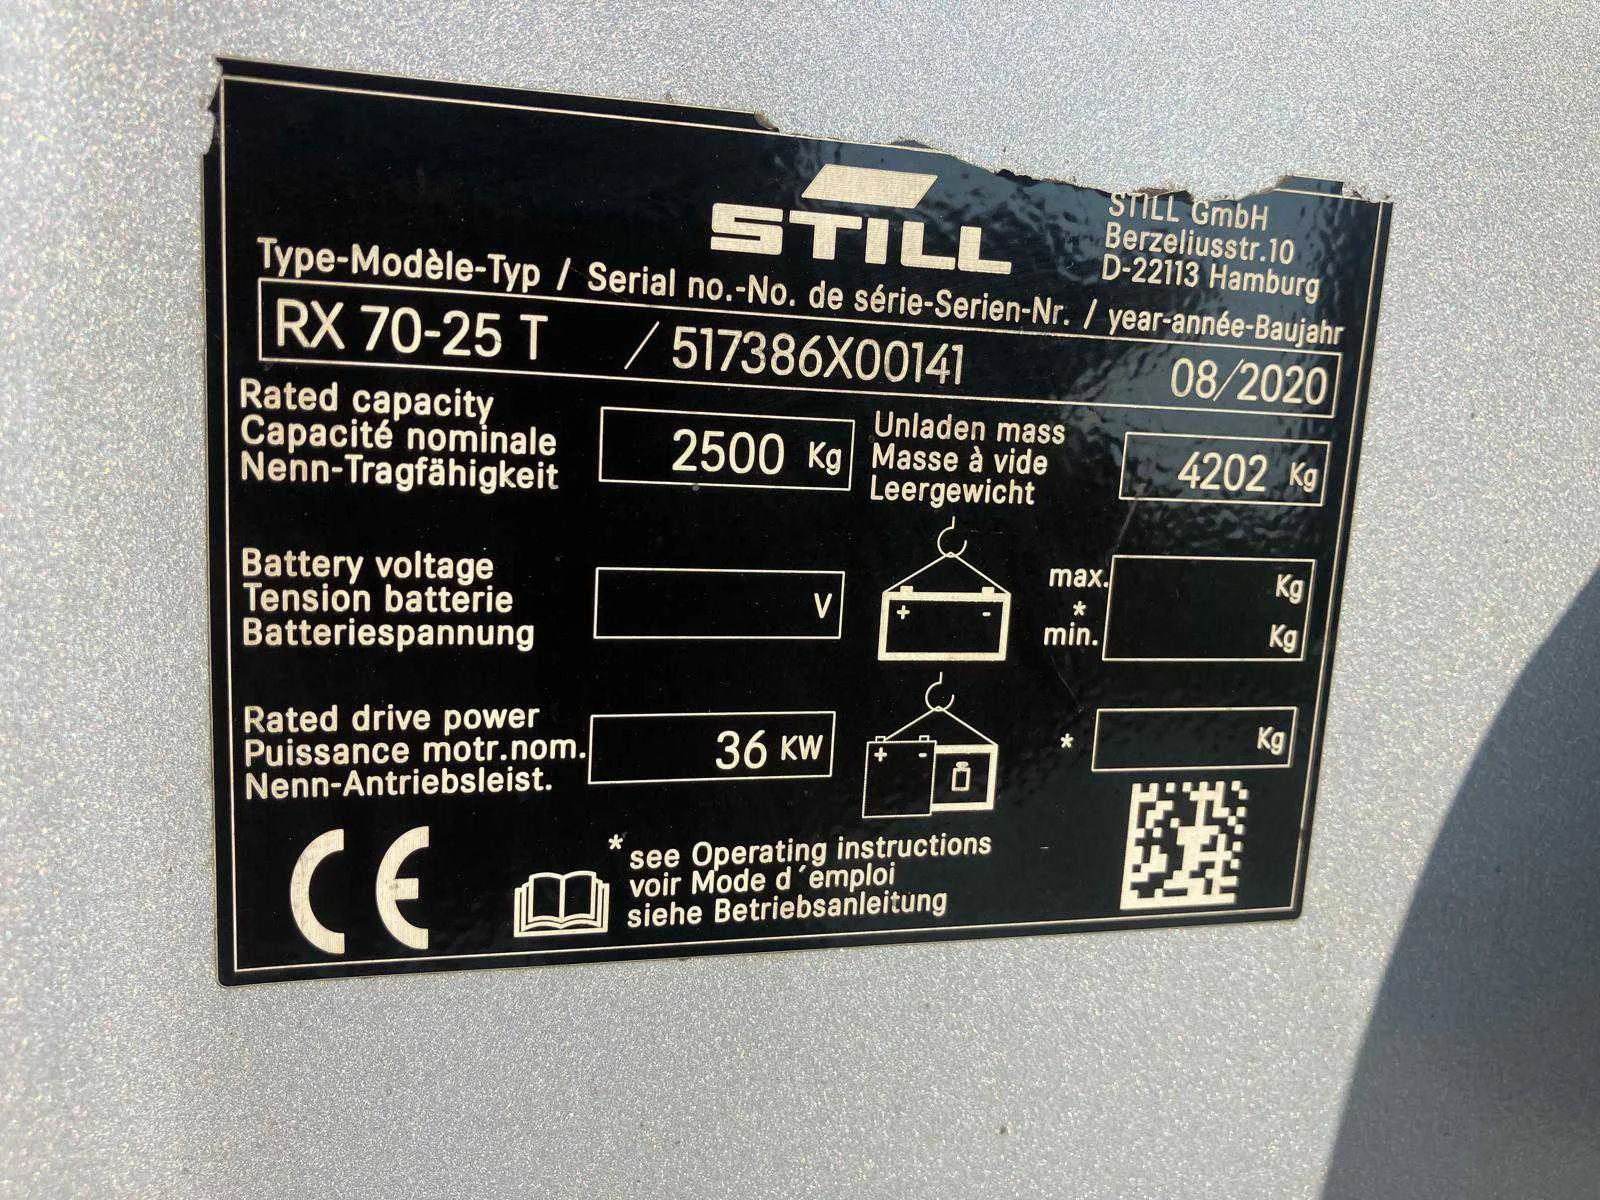 STILL
STILL GmbH
Berzeliusstr.10
D-22113 Hamburg
Type-Modèle-Typ / Serial no.-No. de série-Serien-Nr. / year-année-Baujahr
RX 70-25 T / 517386X00141 08/2020
Rated capacity
Capacité nominale
Nenn-Tragfähigkeit
2500 Kg
Unladen mass
Masse à vide
Leergewicht
4202 Kg
Battery voltage
Tension batterie
Batteriespannung
V
+ -
max. Kg
*
min. Kg
Rated drive power
Puissance motr.nom.
Nenn-Antriebsleist.
36 KW
+ -
* Kg
CE
* see Operating instructions
voir Mode d´emploi
siehe Betriebsanleitung